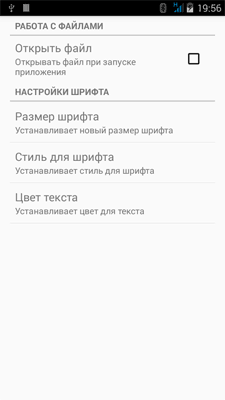 19:56
РАБОТА С ФАЙЛАМИ
Открыть файл
Открывать файл при запуске
приложения
НАСТРОЙКИ ШРИФТА
Размер шрифта
Устанавливает новый размер шрифта
Стиль для шрифта
Устанавливает стиль для шрифта
Цвет текста
Устанавливает цвет для текста